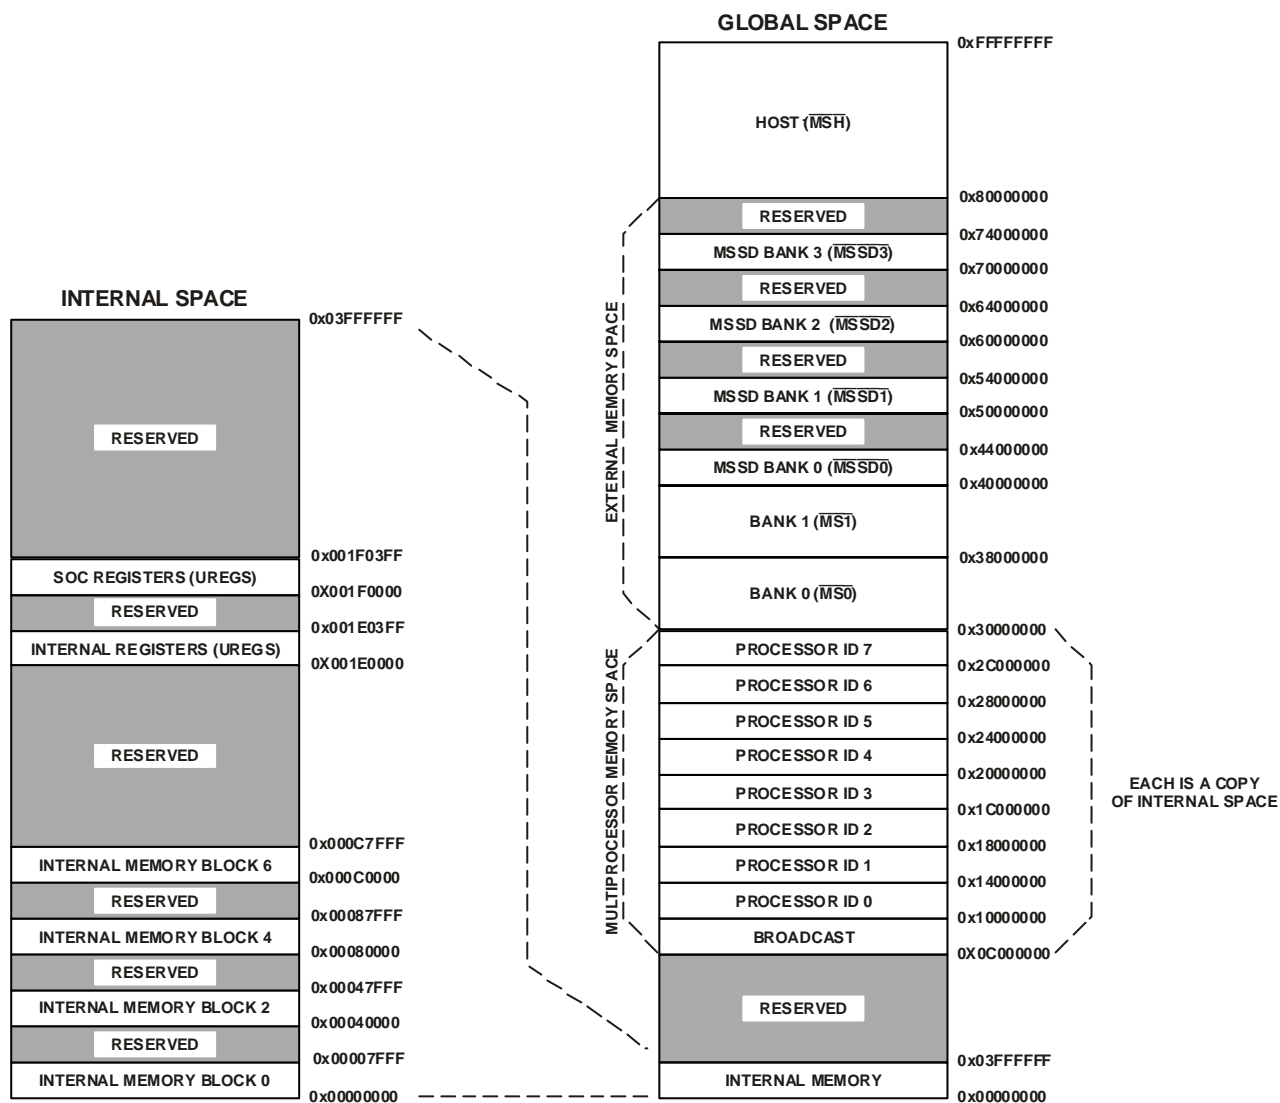 GLOBAL SPACE
0xFFFFFFFF
HOST (MSH)
0x80000000
RESERVED
0x74000000
MSSD BANK 3 (MSSD3)
0x70000000
RESERVED
0x64000000
MSSD BANK 2 (MSSD2)
0x60000000
RESERVED
0x54000000
MSSD BANK 1 (MSSD1)
0x50000000
RESERVED
0x44000000
MSSD BANK 0 (MSSD0)
0x40000000
BANK 1 (MS1)
0x38000000
BANK 0 (MS0)
0x30000000
PROCESSOR ID 7
0x2C000000
PROCESSOR ID 6
0x28000000
PROCESSOR ID 5
0x24000000
PROCESSOR ID 4
0x20000000
PROCESSOR ID 3
0x1C000000
PROCESSOR ID 2
0x18000000
PROCESSOR ID 1
0x14000000
PROCESSOR ID 0
0x10000000
BROADCAST
0X0C000000
RESERVED
0x03FFFFFF
INTERNAL MEMORY
0x00000000
EXTERNAL MEMORY SPACE
MULTIPROCESSOR MEMORY SPACE
EACH IS A COPY
OF INTERNAL SPACE
INTERNAL SPACE
0x03FFFFFF
RESERVED
0x001F03FF
SOC REGISTERS (UREGS)
0X001F0000
RESERVED
0x001E03FF
INTERNAL REGISTERS (UREGS)
0X001E0000
RESERVED
0x000C7FFF
INTERNAL MEMORY BLOCK 6
0x000C0000
RESERVED
0x00087FFF
INTERNAL MEMORY BLOCK 4
0x00080000
RESERVED
0x00047FFF
INTERNAL MEMORY BLOCK 2
0x00040000
RESERVED
0x00007FFF
INTERNAL MEMORY BLOCK 0
0x00000000